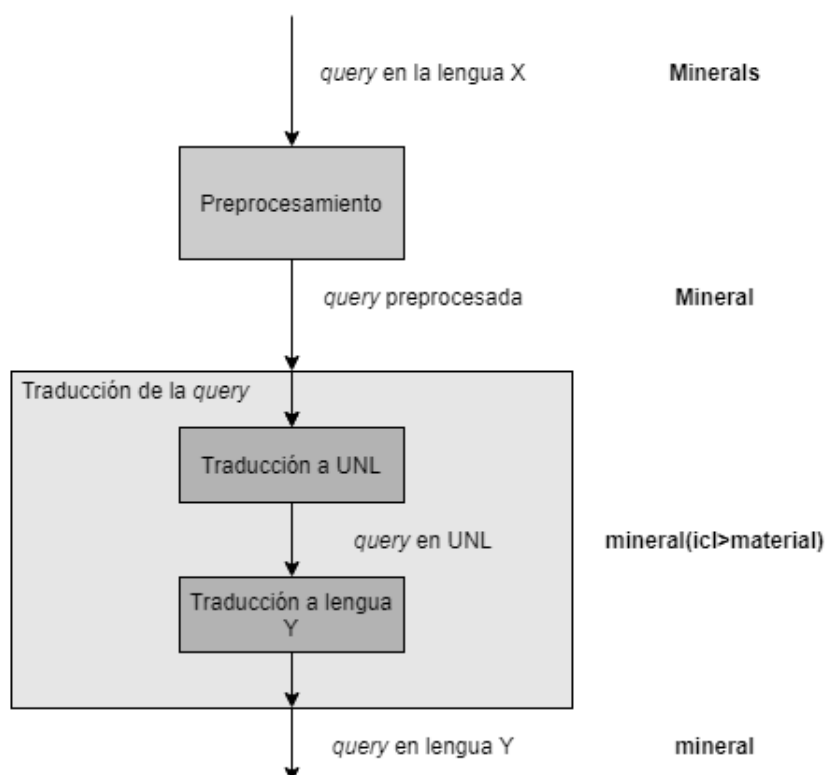 query en la lengua X
Minerals
Preprocesamiento
query preprocesada
Mineral
Traducción de la query
Traducción a UNL
query en UNL
mineral(icl>material)
Traducción a lengua
Y
query en lengua Y
mineral